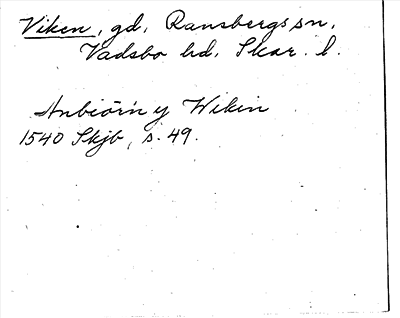 Viken, gd, Ransbergs sn,
Vadsbo hd, Skar. l.
Anbiörn y Wikin
1540 Skjb, s. 49.